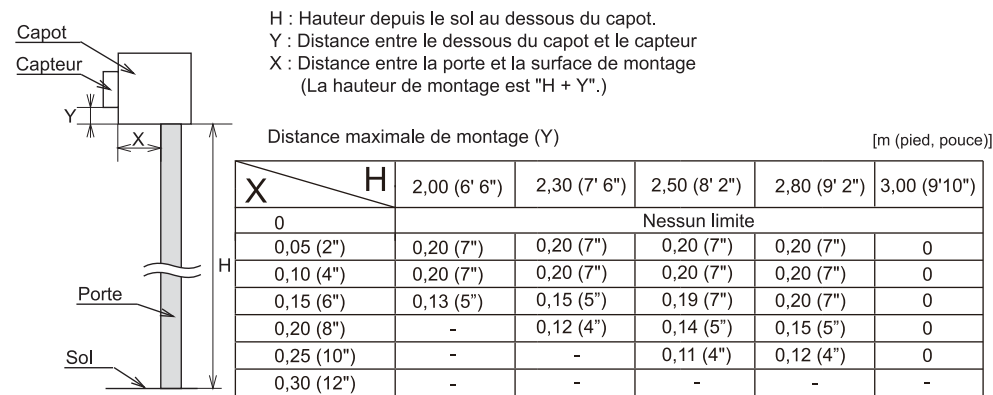 H : Hauteur depuis le sol au dessous du capot.
Y : Distance entre le dessous du capot et le capteur
X : Distance entre la porte et la surface de montage
(La hauteur de montage est "H + Y".)
Capot
Capteur
Y
X
H
Porte
Sol
Distance maximale de montage (Y) [m (pied, pouce)]
X H 2,00 (6' 6") 2,30 (7' 6") 2,50 (8' 2") 2,80 (9' 2") 3,00 (9'10")
0 Nessun limite
0,05 (2") 0,20 (7") 0,20 (7") 0,20 (7") 0,20 (7") 0
0,10 (4") 0,20 (7") 0,20 (7") 0,20 (7") 0,20 (7") 0
0,15 (6") 0,13 (5”) 0,15 (5”) 0,19 (7") 0,20 (7") 0
0,20 (8") - 0,12 (4”) 0,14 (5”) 0,15 (5”) 0
0,25 (10") - - 0,11 (4") 0,12 (4”) 0
0,30 (12") - - - - -